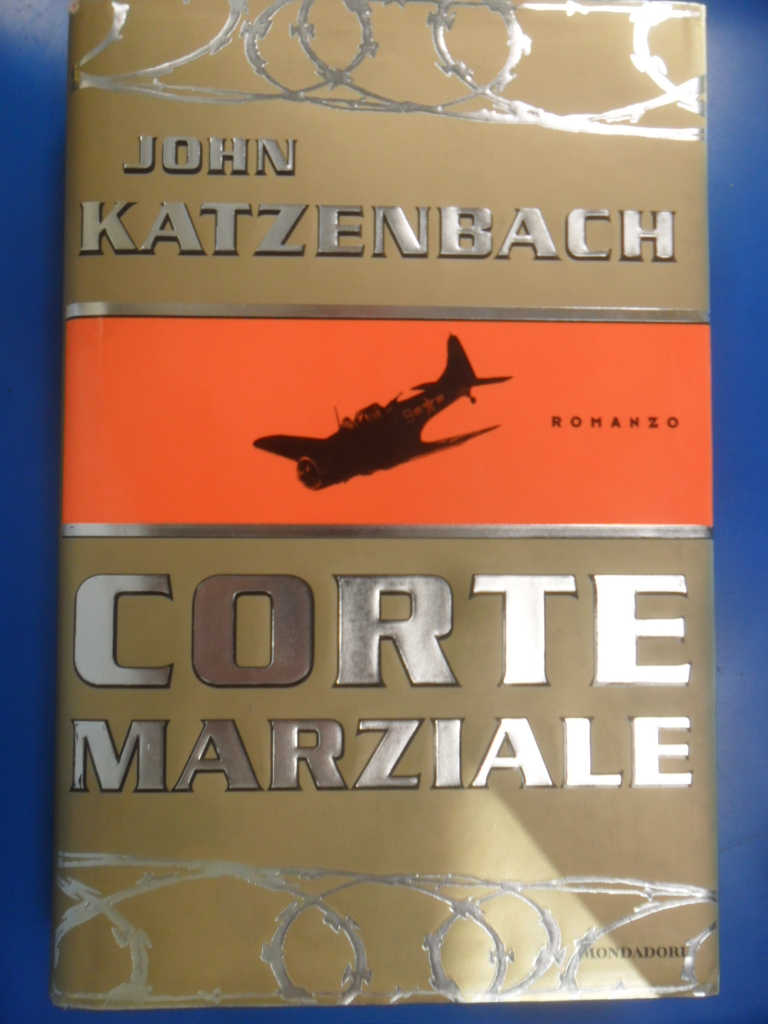 JOHN
KATZENBACH
ROMANZO
CORTE
MARZIALE
MONDADORI